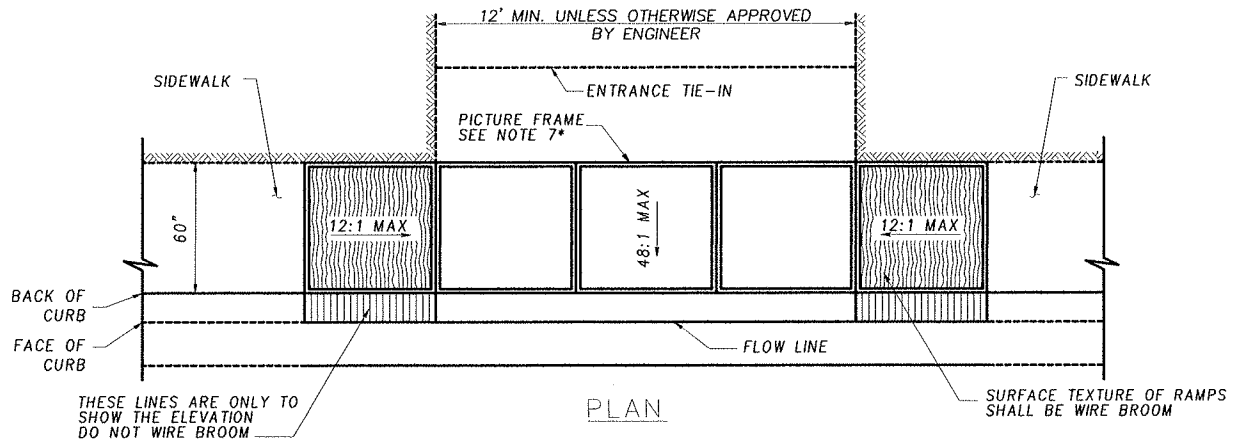 12' MIN. UNLESS OTHERWISE APPROVED
BY ENGINEER
SIDEWALK
ENTRANCE TIE-IN
SIDEWALK
PICTURE FRAME
SEE NOTE 7*
60"
12:1 MAX
48:1 MAX
12:1 MAX
BACK OF
CURB
FACE OF
CURB
FLOW LINE
THESE LINES ARE ONLY TO
SHOW THE ELEVATION
DO NOT WIRE BROOM
PLAN
SURFACE TEXTURE OF RAMPS
SHALL BE WIRE BROOM